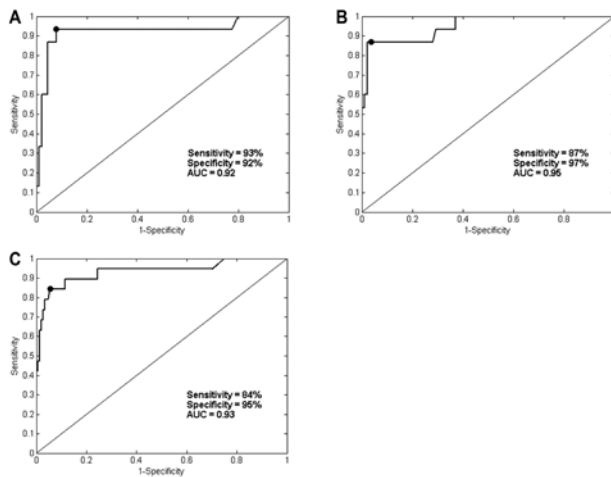 A
1
0.9
0.8
0.7
0.6
0.5
0.4
0.3
0.2
0.1
0
Sensitivity
Sensitivity = 93%
Specificity = 92%
AUC = 0.92
0 0.2 0.4 0.6 0.8 1
1-Specificity
B
1
0.9
0.8
0.7
0.6
0.5
0.4
0.3
0.2
0.1
0
Sensitivity
Sensitivity = 87%
Specificity = 97%
AUC = 0.95
0 0.2 0.4 0.6 0.8
1-Specificity
C
1
0.9
0.8
0.7
0.6
0.5
0.4
0.3
0.2
0.1
0
Sensitivity
Sensitivity = 84%
Specificity = 95%
AUC = 0.93
0 0.2 0.4 0.6 0.8 1
1-Specificity